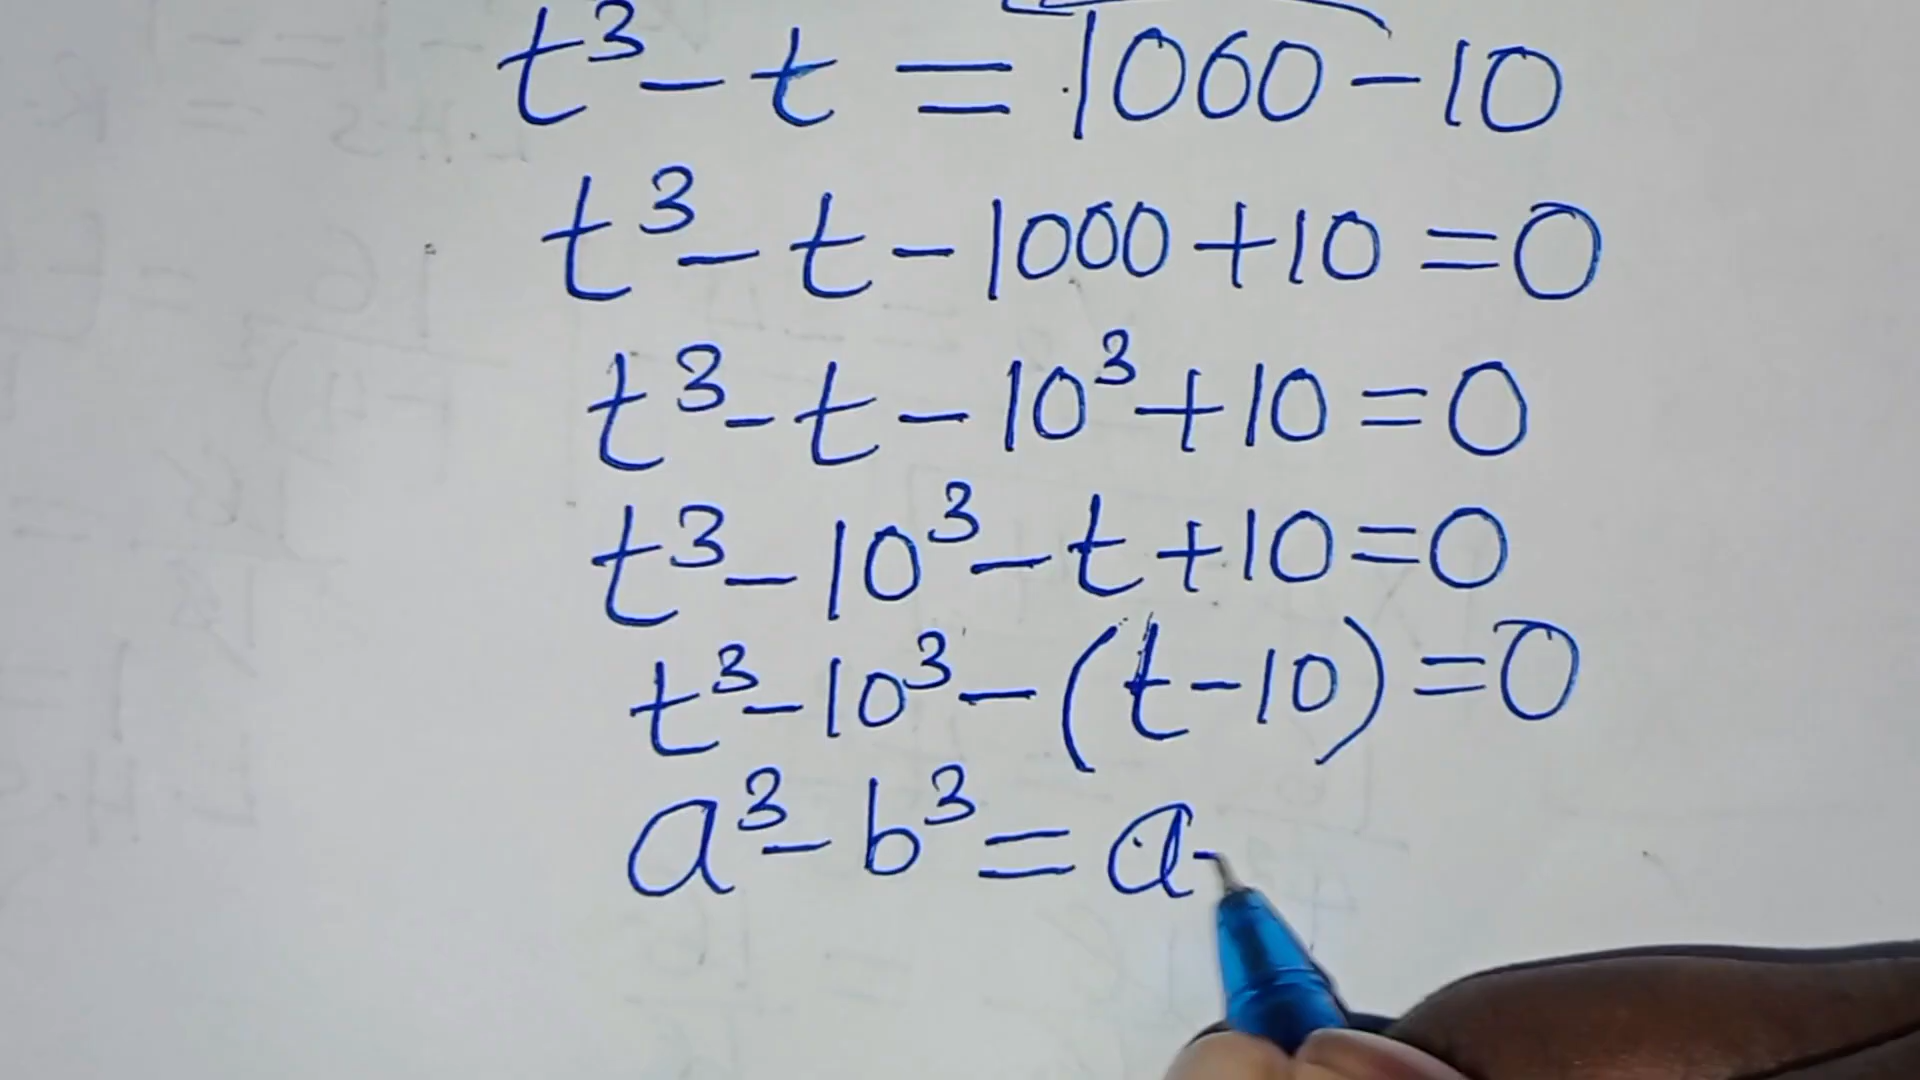 t³ - t = 1000 - 10
t³ - t - 1000 + 10 = 0
t³ - t - 10³ + 10 = 0
t³ - 10³ - t + 10 = 0
t³ - 10³ - (t - 10) = 0
a³ - b³ = a -